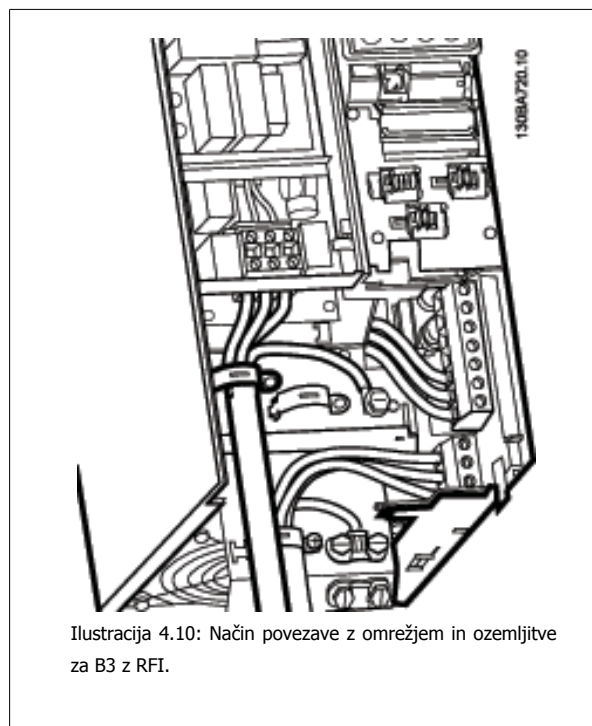 130BA720.10
Ilustracija 4.10: Način povezave z omrežjem in ozemljitve
za B3 z RFI.